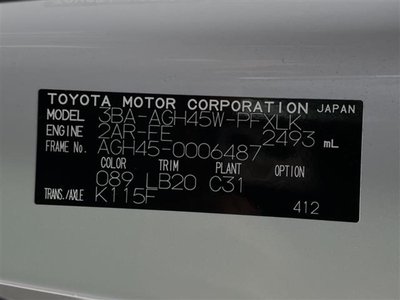 TOYOTA MOTOR CORPORATION JAPAN
MODEL 3BA-AGH45W-PFXLK
ENGINE 2AR-FE 2493 mL
FRAME No. AGH45-0006487
COLOR TRIM PLANT OPTION
089 LB20 C31
TRANS./AXLE K115F
412